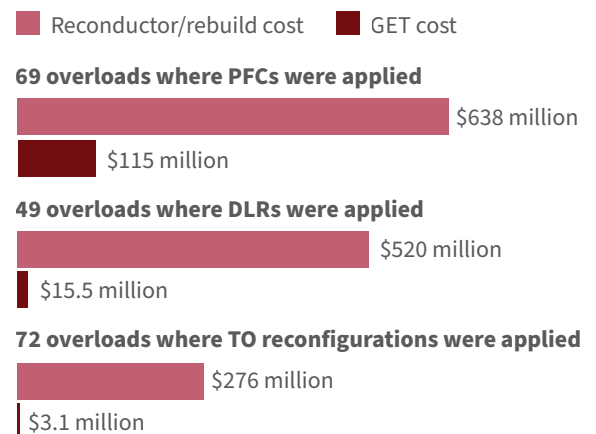 Reconductor/rebuild cost GET cost
69 overloads where PFCs were applied
$638 million
$115 million
49 overloads where DLRs were applied
$520 million
$15.5 million
72 overloads where TO reconfigurations were applied
$276 million
$3.1 million